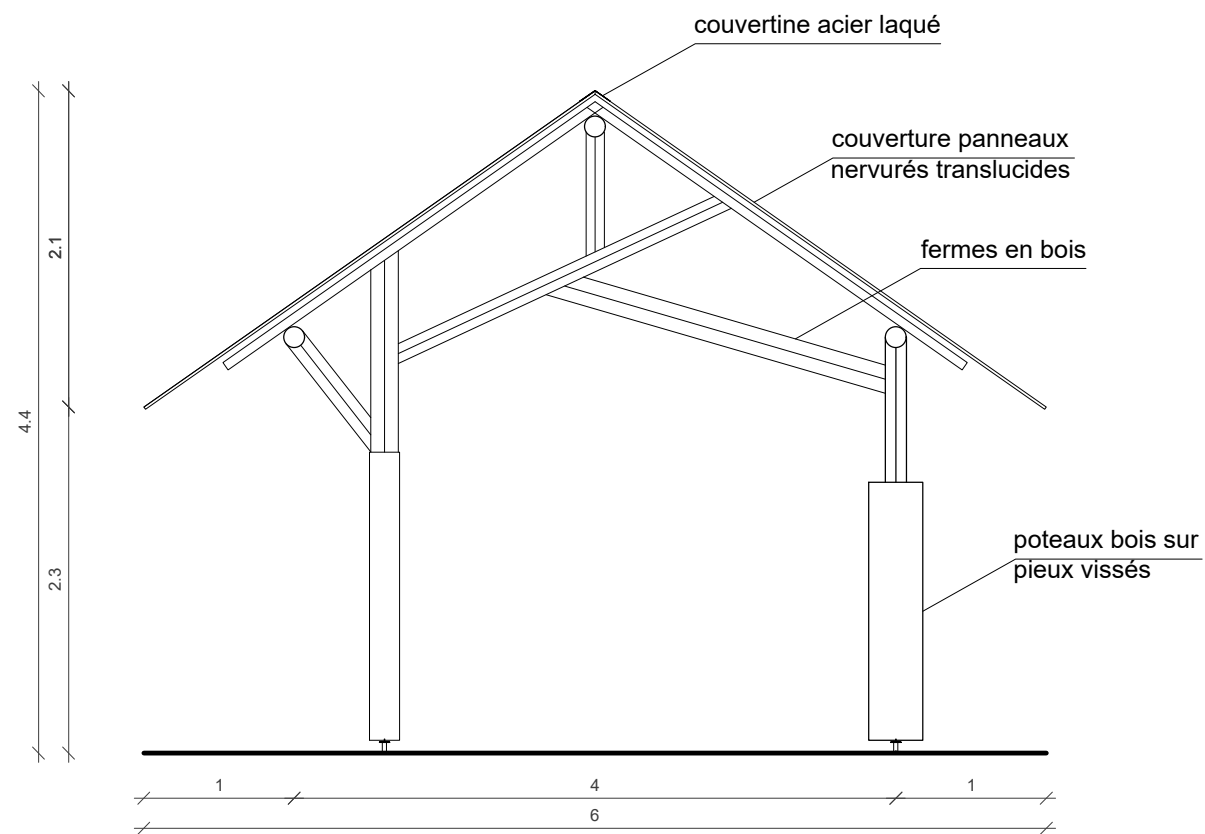 couvertine acier laqué
couverture panneaux
nervurés translucides
fermes en bois
poteaux bois sur
pieux vissés
2.1
4.4
2.3
1
4
1
6